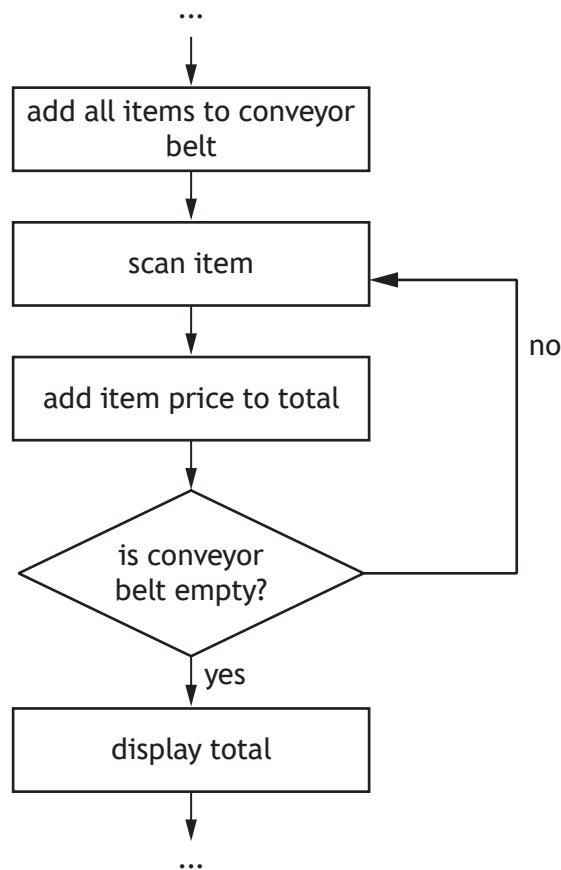 ...
add all items to conveyor
belt
scan item
no
add item price to total
is conveyor
belt empty?
yes
display total
...